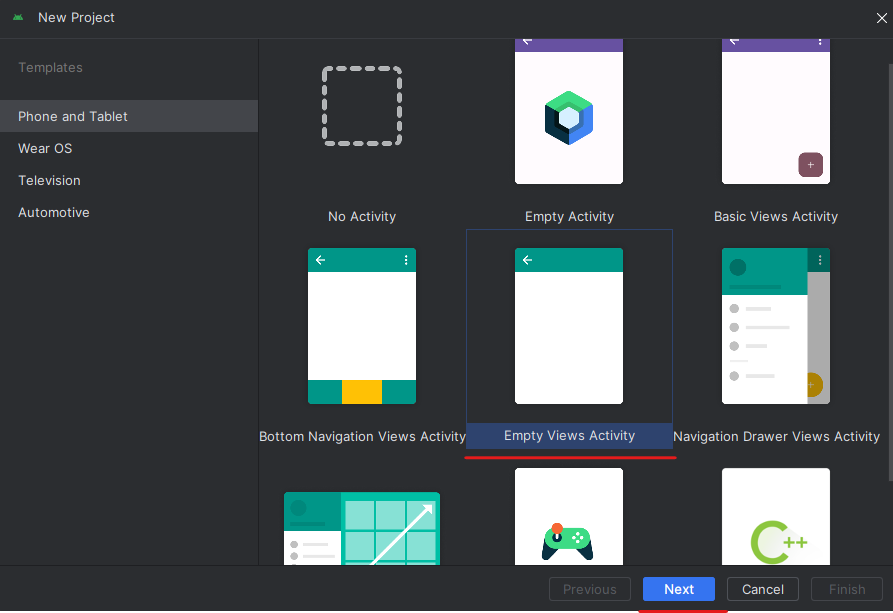 New Project
Templates
Phone and Tablet
Wear OS
Television
Automotive
No Activity
Empty Activity
Basic Views Activity
Bottom Navigation Views Activity
Empty Views Activity
Navigation Drawer Views Activity
C++
Previous
Next
Cancel
Finish